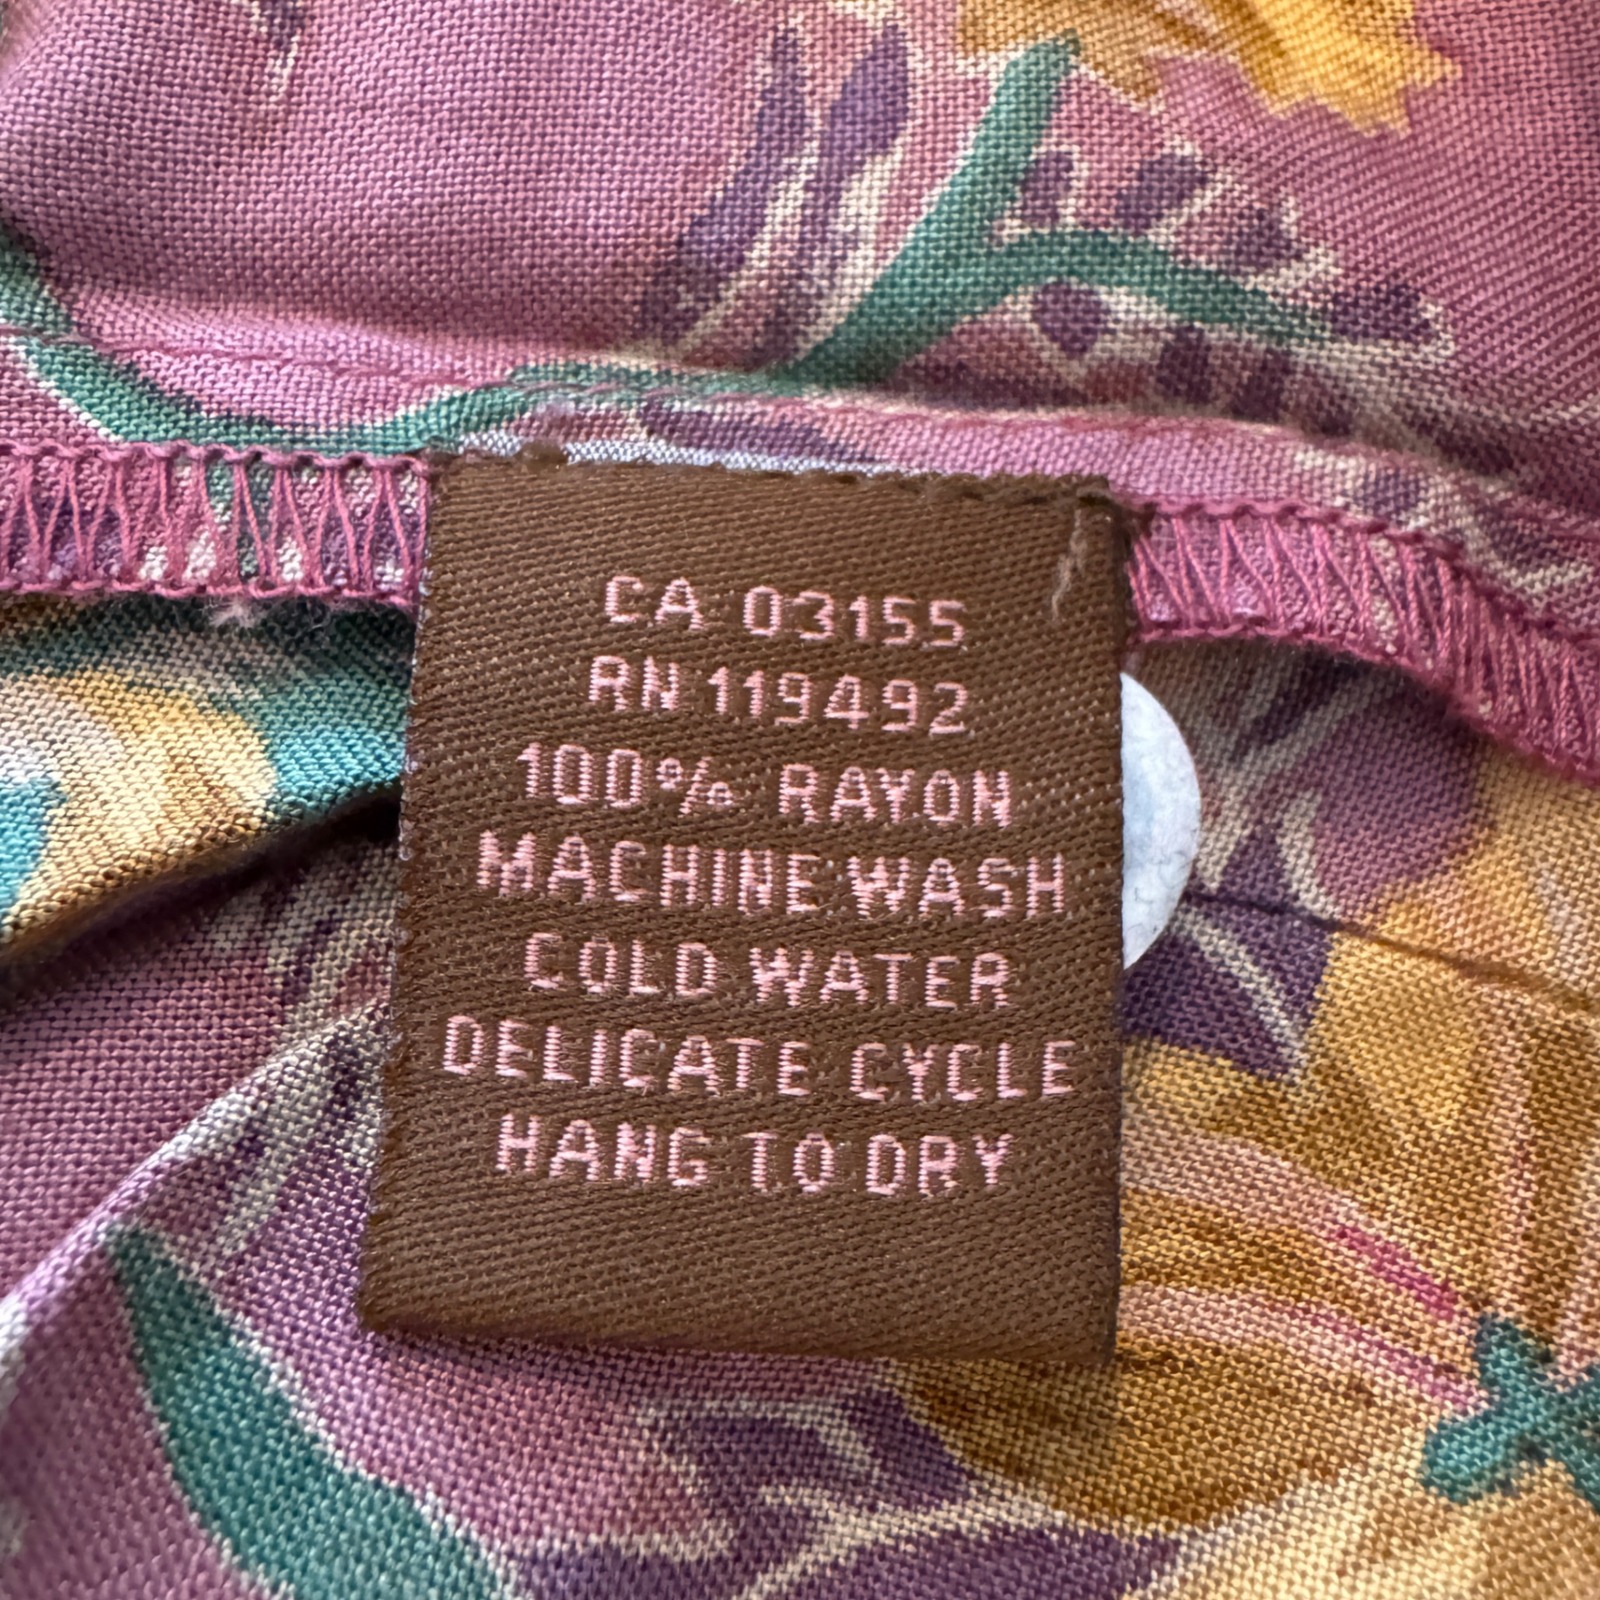 CA 03155
RN 119492
100% RAYON
MACHINE WASH
COLD WATER
DELICATE CYCLE
HANG TO DRY